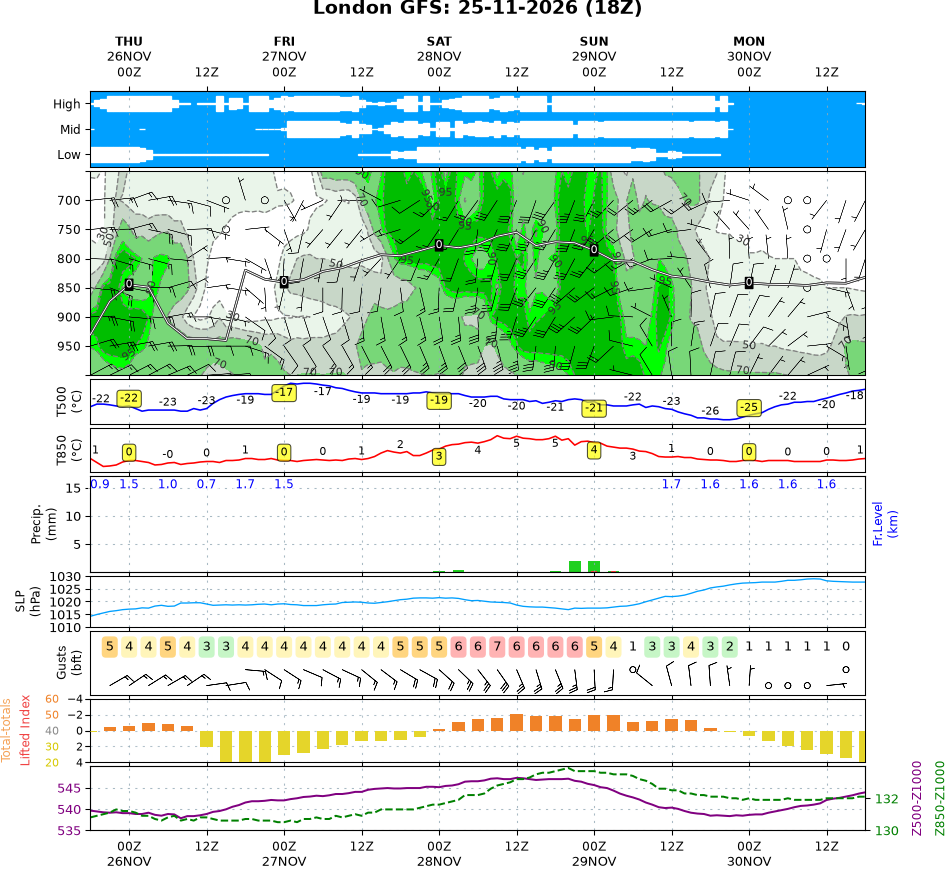 London GFS: 25-11-2026 (18Z)
THU FRI SAT SUN MON
26NOV 27NOV 28NOV 29NOV 30NOV
00Z 12Z 00Z 12Z 00Z 12Z 00Z 12Z 00Z 12Z
High
Mid
Low
700
750
800
850
900
950
0 0 0 0 0
T500
(°C)
-22 -22 -23 -23 -19 -17 -17 -19 -19 -19 -20 -20 -21 -21 -22 -23 -26 -25 -22 -20 -18
T850
(°C)
1 0 -0 0 1 0 0 1 2 3 4 5 5 4 3 1 0 0 0 0 1
Precip.
(mm)
15
10
5
0.9 1.5 1.0 0.7 1.7 1.5 1.7 1.6 1.6 1.6 1.6
Fr.Level
(km)
SLP
(hPa)
1030
1025
1020
1015
1010
Gusts
(bft)
5 4 4 5 4 3 3 4 4 4 4 4 4 4 4 5 5 5 6 6 7 6 6 6 6 5 4 1 3 3 4 3 2 1 1 1 1 1 0
Total-totals
Lifted Index
60 −4
50 −2
40 0
30 2
20 4
545
540
535
132
130
Z500-Z1000
Z850-Z1000
00Z 12Z 00Z 12Z 00Z 12Z 00Z 12Z 00Z 12Z
26NOV 27NOV 28NOV 29NOV 30NOV